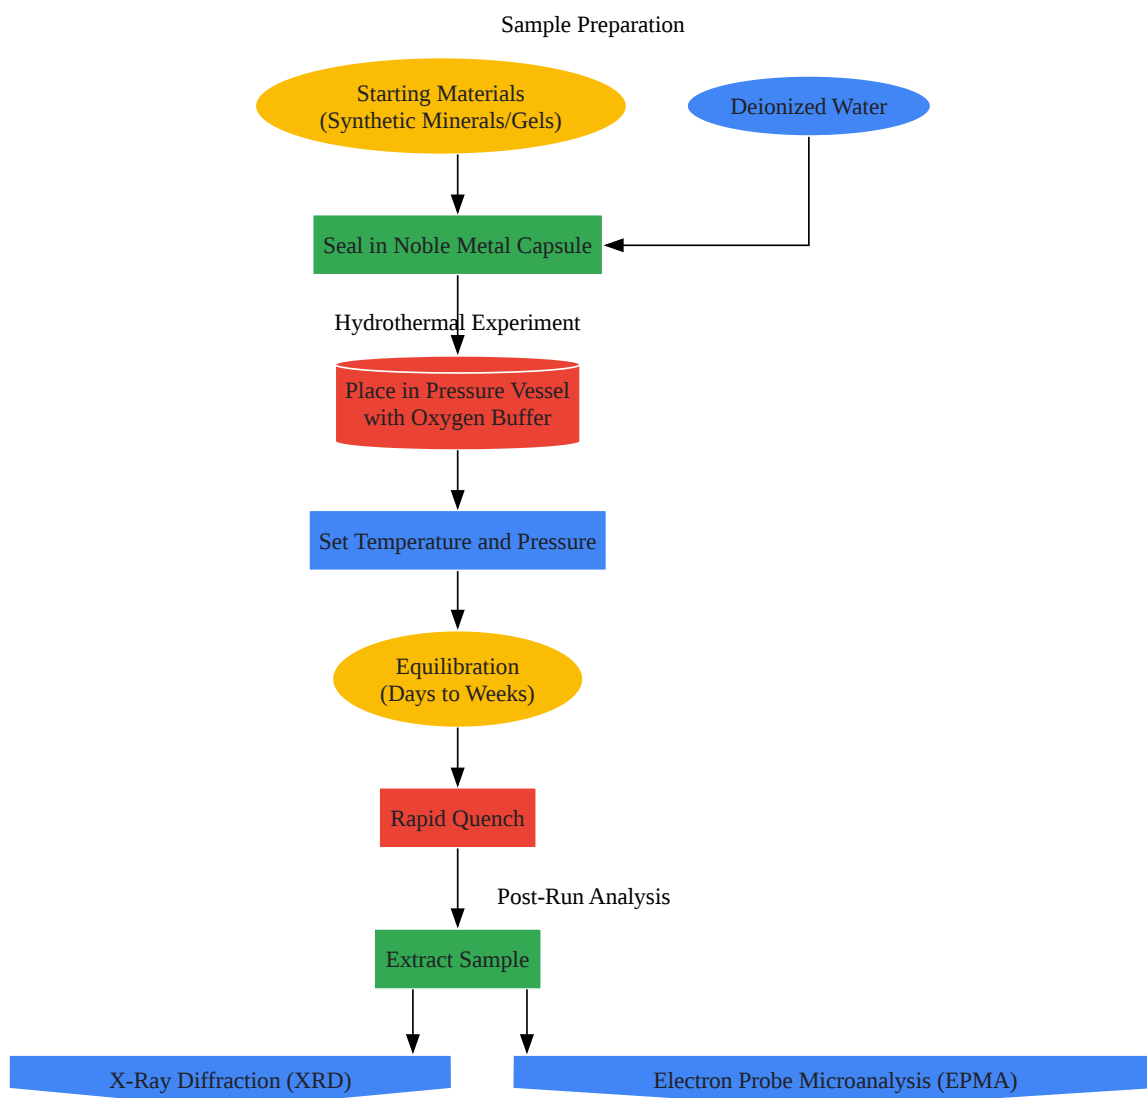 Sample Preparation
Starting Materials
(Synthetic Minerals/Gels)
Deionized Water
Seal in Noble Metal Capsule
Hydrothermal Experiment
Place in Pressure Vessel
with Oxygen Buffer
Set Temperature and Pressure
Equilibration
(Days to Weeks)
Rapid Quench
Post-Run Analysis
Extract Sample
X-Ray Diffraction (XRD)
Electron Probe Microanalysis (EPMA)